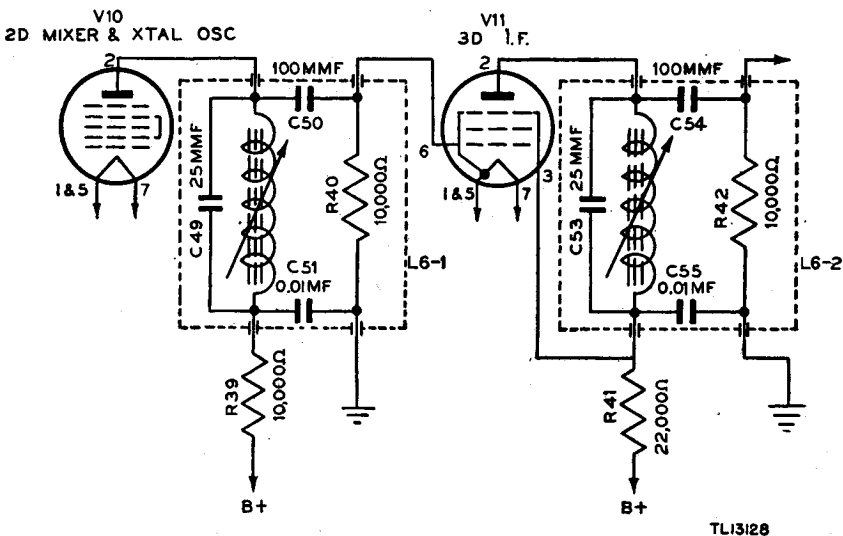 V10
2D MIXER & XTAL OSC
2
1&5
7
100MMF
C50
25MMF
C49
R40
10,000Ω
C51
0.01MF
L6-1
R39
10,000Ω
B+
V11
3D I.F.
2
6
3
1&5
7
100MMF
C54
25MMF
C53
R42
10,000Ω
C55
0.01MF
L6-2
R41
22,000Ω
B+
TL13128